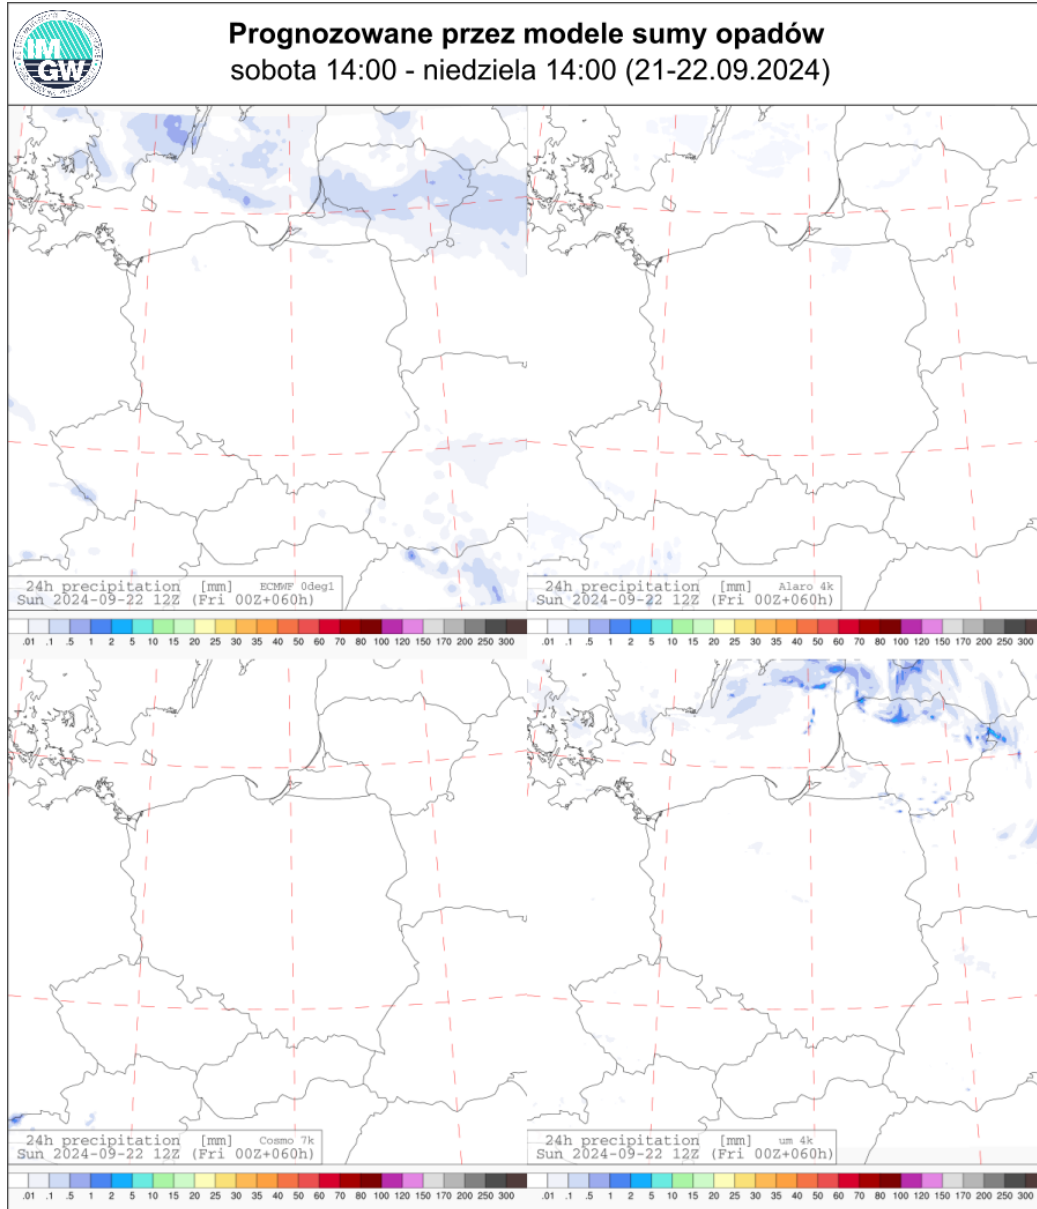 IM
GW
Prognozowane przez modele sumy opadów
sobota 14:00 - niedziela 14:00 (21-22.09.2024)
24h precipitation [mm] ECMWF 0deg1
Sun 2024-09-22 12Z (Fri 00Z+060h)
24h precipitation [mm] Alaro 4k
Sun 2024-09-22 12Z (Fri 00Z+060h)
.01 .1 .5 1 2 5 10 15 20 25 30 35 40 50 60 70 80 100 120 150 170 200 250 300
.01 .1 .5 1 2 5 10 15 20 25 30 35 40 50 60 70 80 100 120 150 170 200 250 300
24h precipitation [mm] Cosmo 7k
Sun 2024-09-22 12Z (Fri 00Z+060h)
24h precipitation [mm] um 4k
Sun 2024-09-22 12Z (Fri 00Z+060h)
.01 .1 .5 1 2 5 10 15 20 25 30 35 40 50 60 70 80 100 120 150 170 200 250 300
.01 .1 .5 1 2 5 10 15 20 25 30 35 40 50 60 70 80 100 120 150 170 200 250 300